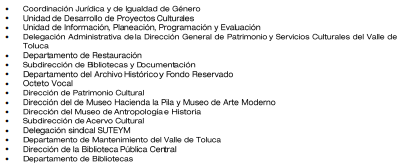 • Coordinación Jurídica y de Igualdad de Género
• Unidad de Desarrollo de Proyectos Culturales
• Unidad de Información, Planeación, Programación y Evaluación
• Delegación Administrativa de la Dirección General de Patrimonio y Servicios Culturales del Valle de
Toluca
• Departamento de Restauración
• Subdirección de Bibliotecas y Documentación
• Departamento del Archivo Histórico y Fondo Reservado
• Octeto Vocal
• Dirección de Patrimonio Cultural
• Dirección del de Museo Hacienda la Pila y Museo de Arte Moderno
• Dirección del Museo de Antropología e Historia
• Subdirección de Acervo Cultural
• Delegación sindical SUTEYM
• Departamento de Mantenimiento del Valle de Toluca
• Dirección de la Biblioteca Pública Central
• Departamento de Bibliotecas